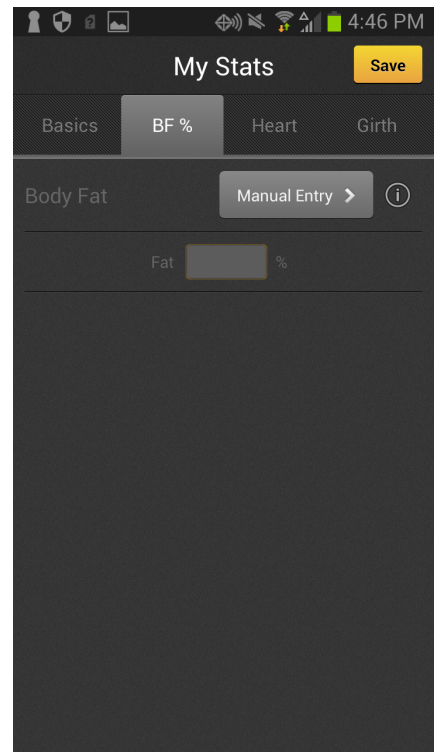 4:46 PM
My Stats
Save
Basics BF % Heart Girth
Body Fat Manual Entry
Fat %